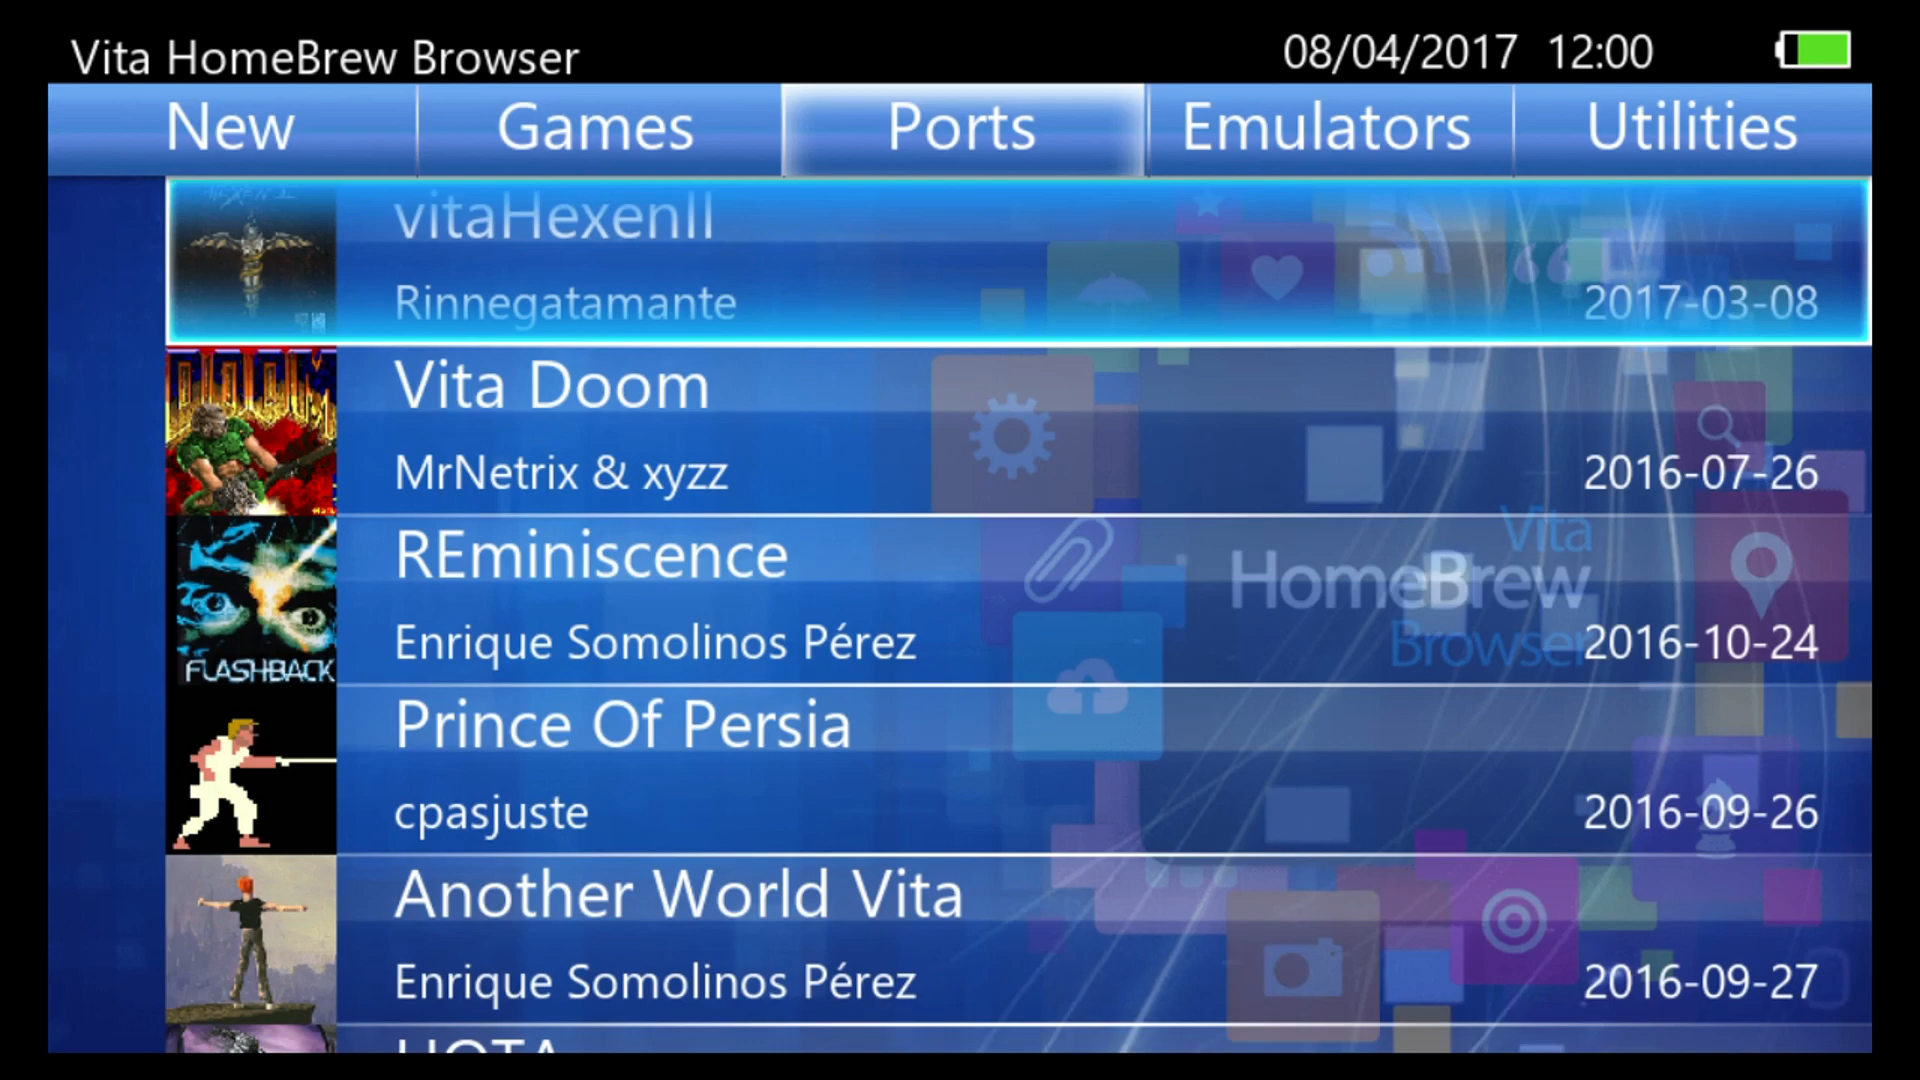 Vita HomeBrew Browser
08/04/2017 12:00
New Games Ports Emulators Utilities
vitaHexenII
Rinnegatamante 2017-03-08
Vita Doom
MrNetrix & xyzz 2016-07-26
REminiscence
Enrique Somolinos Pérez 2016-10-24
FLASHBACK
Vita
HomeBrew
Browser
Prince Of Persia
cpasjuste 2016-09-26
Another World Vita
Enrique Somolinos Pérez 2016-09-27
DOOM